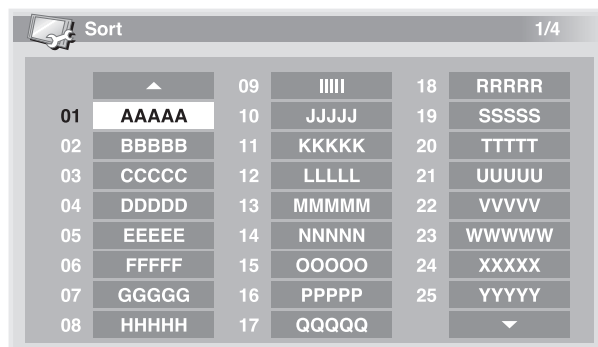 Sort 1/4
01 AAAAA
02 BBBBB
03 CCCCC
04 DDDDD
05 EEEEE
06 FFFFF
07 GGGGG
08 HHHHH
09 IIIII
10 JJJJJ
11 KKKKK
12 LLLLL
13 MMMMM
14 NNNNN
15 OOOOO
16 PPPPP
17 QQQQQ
18 RRRRR
19 SSSSS
20 TTTTT
21 UUUUU
22 VVVVV
23 WWWWW
24 XXXXX
25 YYYYY